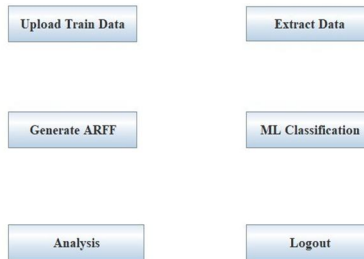 Upload Train Data
Extract Data
Generate ARFF
ML Classification
Analysis
Logout